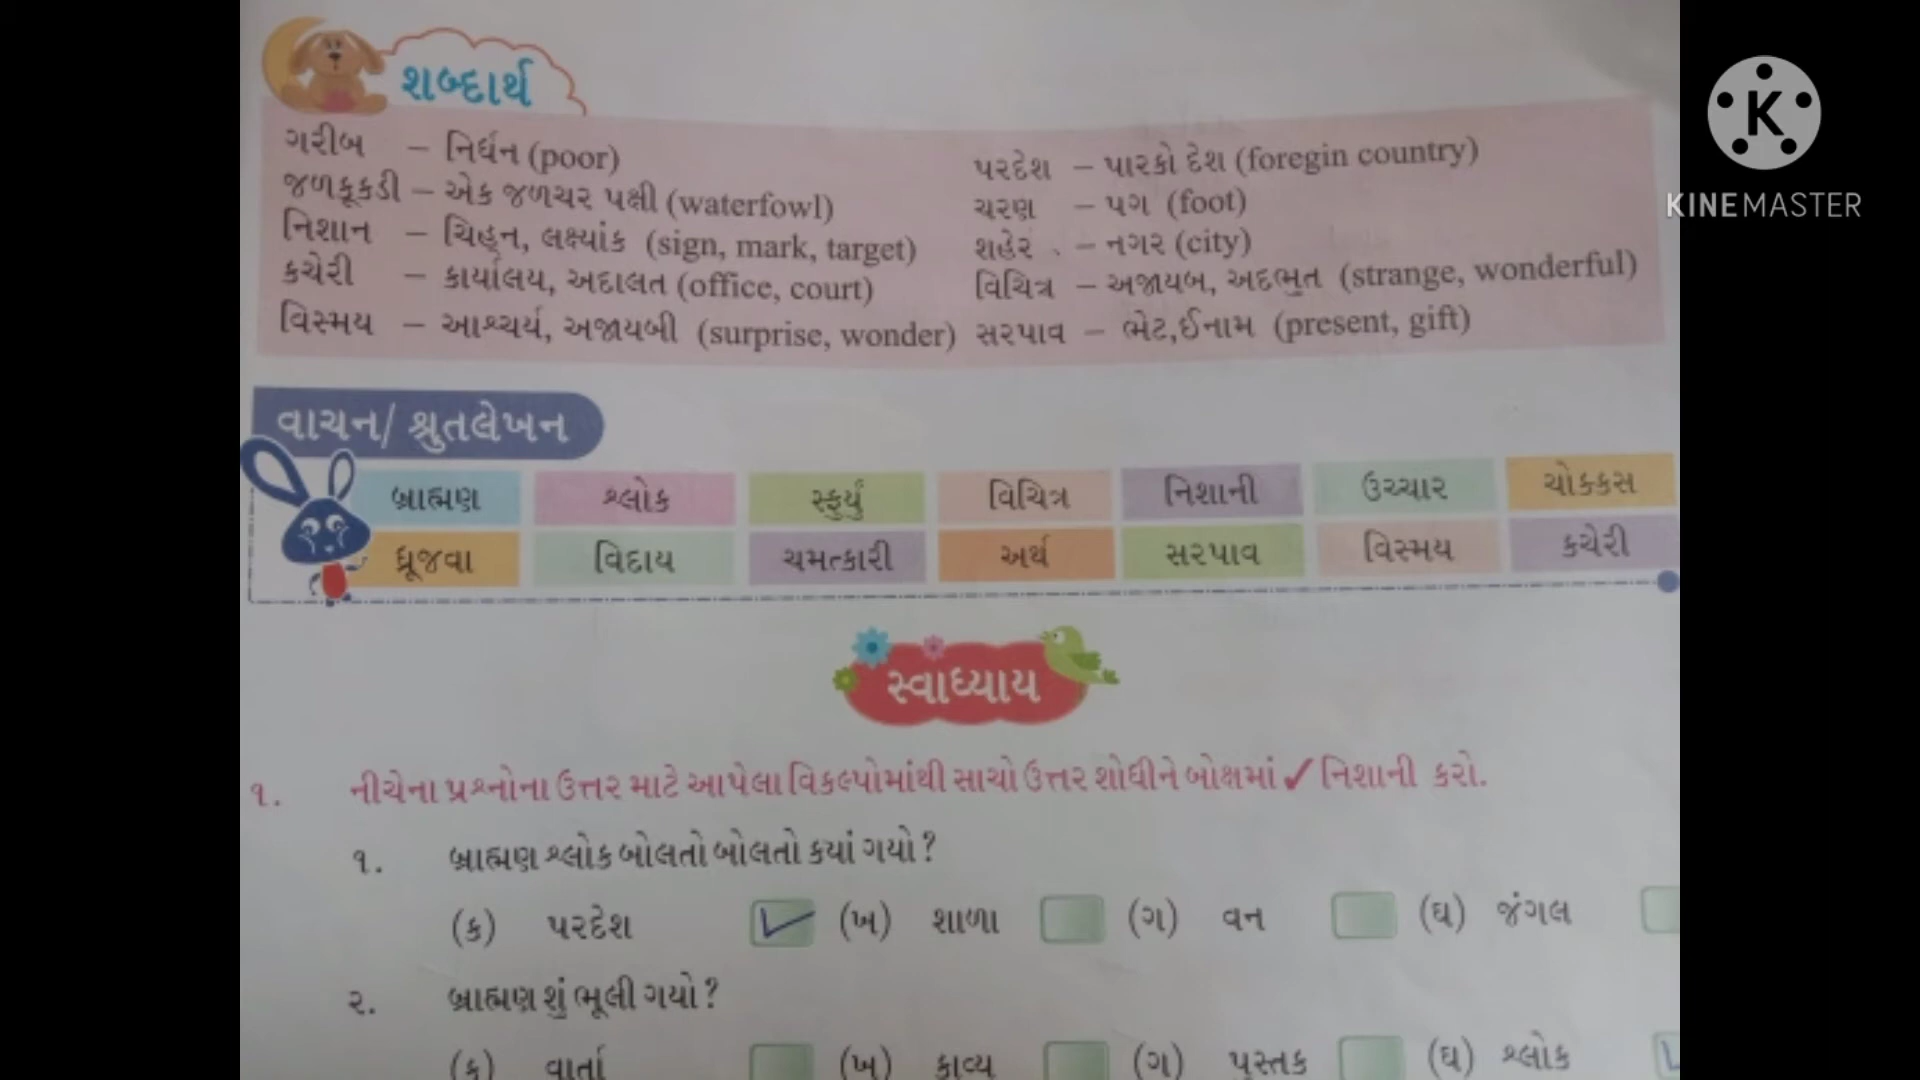 શબ્દાર્થ
ગરીબ – નિર્ધન (poor)
જળકૂકડી – એક જળચર પક્ષી (waterfowl)
નિશાન – ચિહ્ન, લક્ષ્યાંક (sign, mark, target)
કચેરી – કાર્યાલય, અદાલત (office, court)
વિસ્મય – આશ્ચર્ય, અજાયબી (surprise, wonder)
પરદેશ – પારકો દેશ (foregin country)
ચરણ – પગ (foot)
શહેર – નગર (city)
વિચિત્ર – અજાયબ, અદભુત (strange, wonderful)
સરપાવ – ભેટ,ઈનામ (present, gift)
વાચન/ શ્રુતલેખન
બ્રાહ્મણ શ્લોક સ્ફુર્યું વિચિત્ર નિશાની ઉચ્ચાર ચોકકસ
ધ્રૂજવા વિદાય ચમત્કારી અર્થ સરપાવ વિસ્મય કચેરી
સ્વાધ્યાય
૧. નીચેના પ્રશ્નોના ઉત્તર માટે આપેલા વિકલ્પોમાંથી સાચો ઉત્તર શોધીને બોક્ષમાં ✓ નિશાની કરો.
૧. બ્રાહ્મણ શ્લોક બોલતો બોલતો કયાં ગયો?
(ક) પરદેશ ✓ (ખ) શાળા (ગ) વન (ઘ) જંગલ
૨. બ્રાહ્મણ શું ભૂલી ગયો?
(ક) વાર્તા (ખ) કાવ્ય (ગ) પુસ્તક (ઘ) શ્લોક
K
KINEMASTER